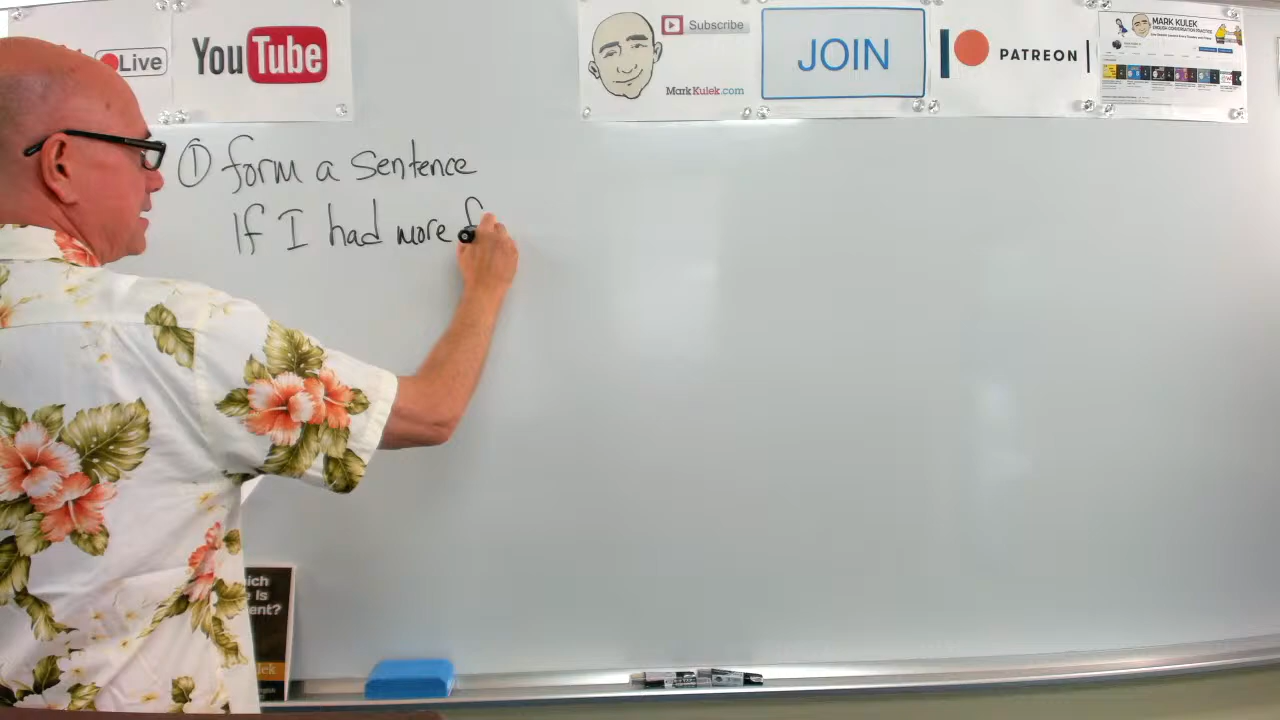 Live
YouTube
Subscribe
MarkKulek.com
JOIN
PATREON
MARK KULEK
① form a sentence
If I had more f